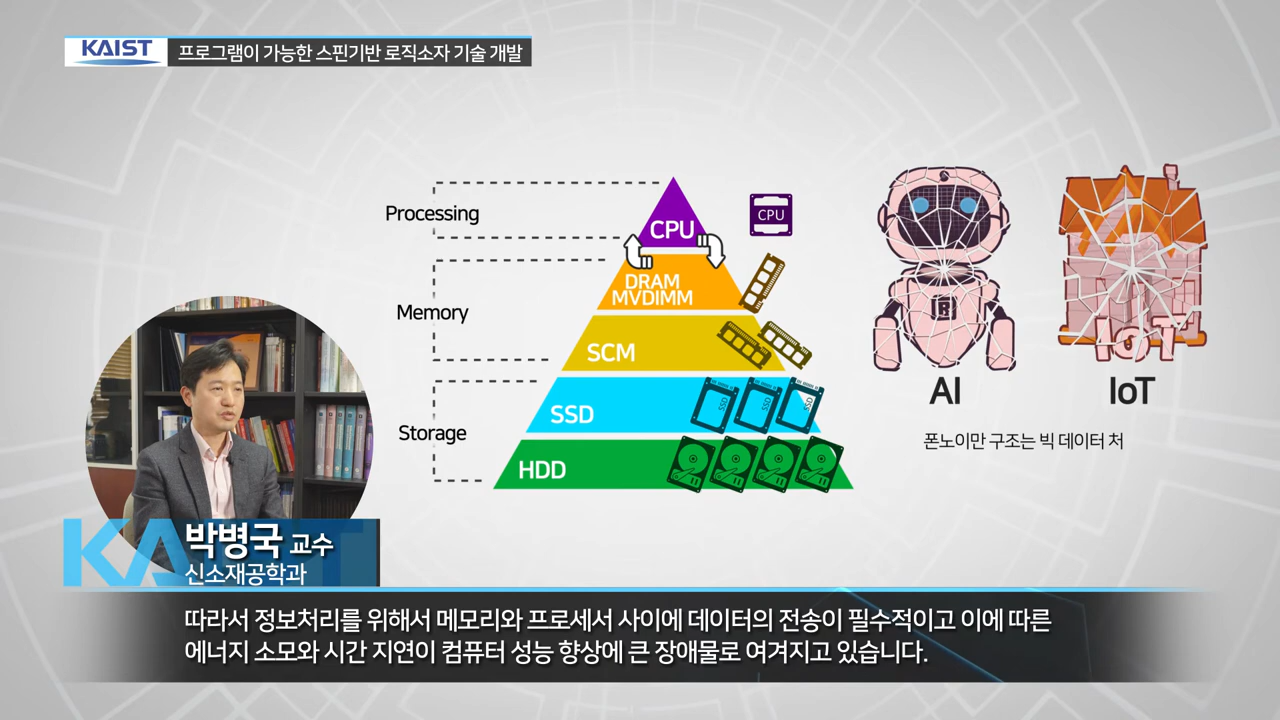 KAIST
프로그램이 가능한 스핀기반 로직소자 기술 개발
Processing
CPU
CPU
DRAM
MVDIMM
Memory
SCM
Storage
SSD
SSD
SSD
SSD
HDD
R
IoT
AI
IoT
폰노이만 구조는 빅 데이터 처
KAIST
박병국 교수
신소재공학과
따라서 정보처리를 위해서 메모리와 프로세서 사이에 데이터의 전송이 필수적이고 이에 따른
에너지 소모와 시간 지연이 컴퓨터 성능 향상에 큰 장애물로 여겨지고 있습니다.